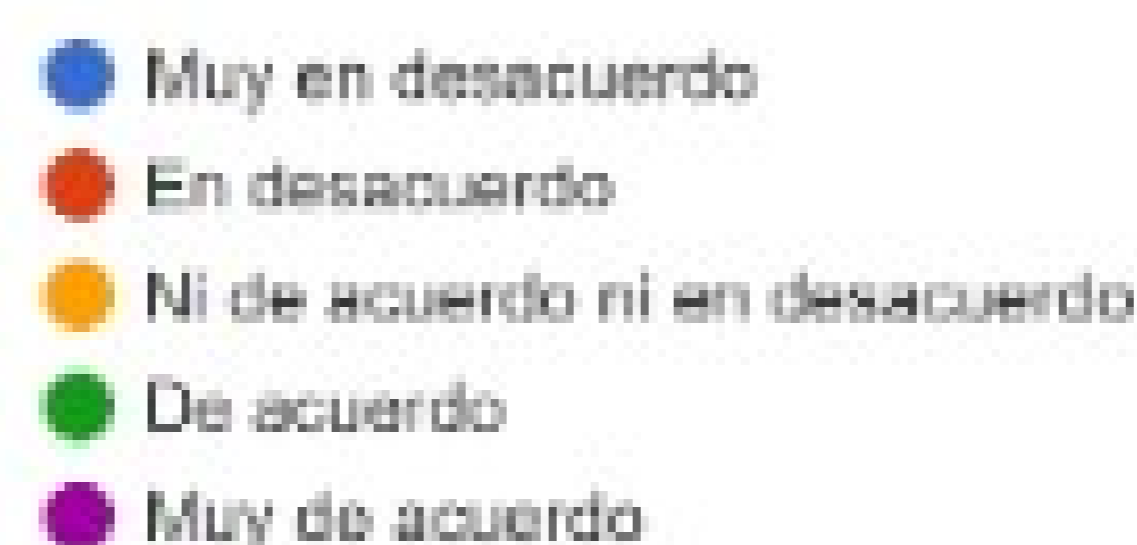 Muy en desacuerdo
En desacuerdo
Ni de acuerdo ni en desacuerdo
De acuerdo
Muy de acuerdo